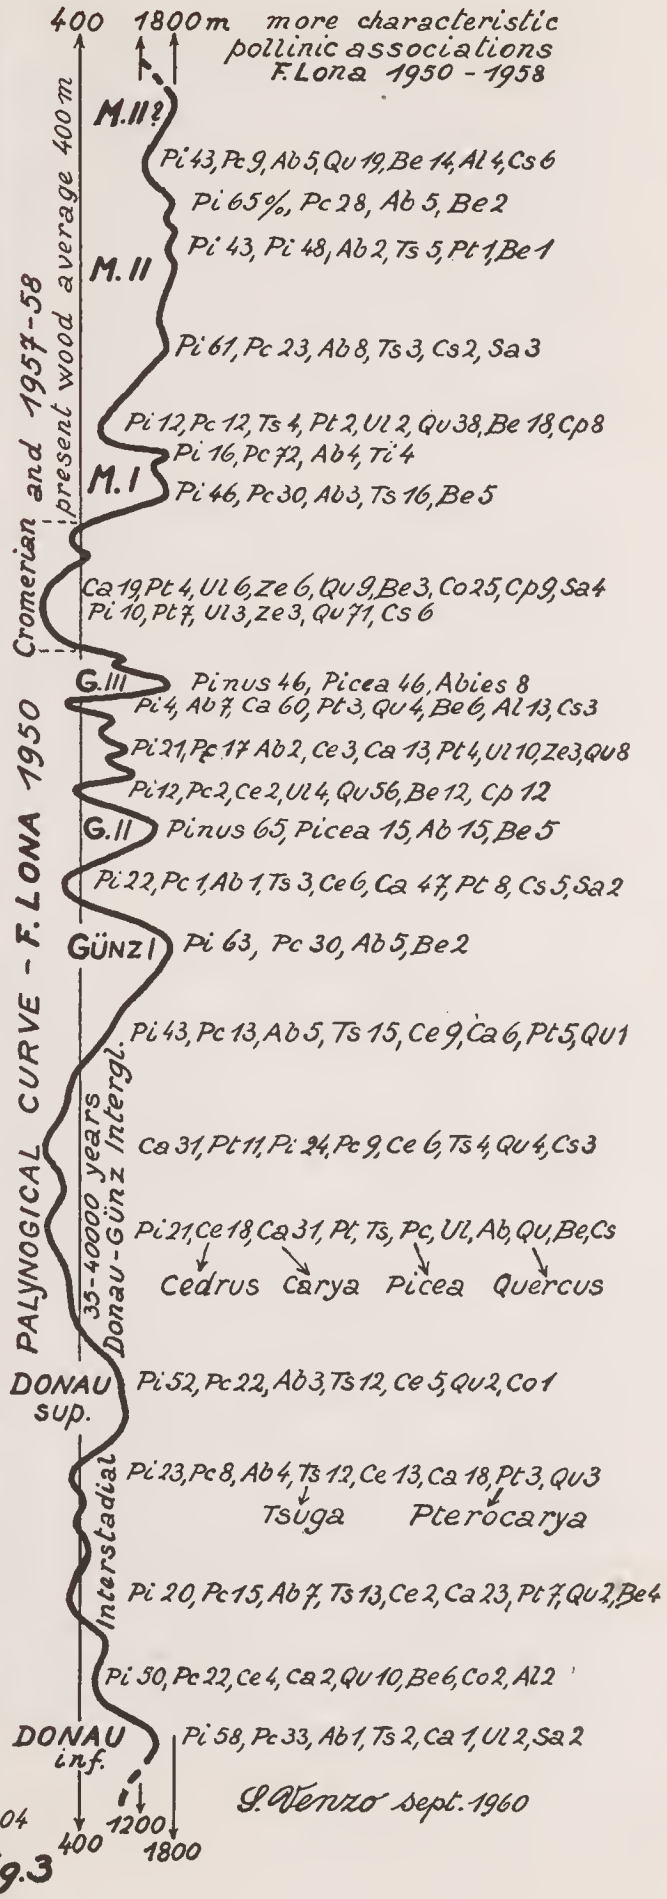 400 1800m more characteristic
pollinic associations
F. Lona 1950 - 1958
M.II?
Pi 43, Pc 9, Ab 5, Qu 19, Be 14, Al 4, Cs 6
Pi 65%, Pc 28, Ab 5, Be 2
Pi 43, Pi 48, Ab 2, Ts 5, Pt 1, Be 1
M. II
Pi 61, Pc 23, Ab 8, Ts 3, Cs 2, Sa 3
Pi 12, Pc 12, Ts 4, Pt 2, Ul 2, Qu 38, Be 18, Cp 8
Pi 16, Pc 72, Ab 4, Ti 4
M. I
Pi 46, Pc 30, Ab 3, Ts 16, Be 5
Ca 19, Pt 4, Ul 6, Ze 6, Qu 9, Be 3, Co 25, Cp 9, Sa 4
Pi 10, Pt 7, Ul 3, Ze 3, Qu 71, Cs 6
G. III Pinus 46, Picea 46, Abies 8
Pi 4, Ab 7, Ca 60, Pt 3, Qu 4, Be 6, Al 13, Cs 3
Pi 21, Pc 17 Ab 2, Ce 3, Ca 13, Pt 4, Ul 10, Ze 3, Qu 8
Pi 12, Pc 2, Ce 2, Ul 4, Qu 56, Be 12, Cp 12
G. II Pinus 65, Picea 15, Ab 15, Be 5
Pi 22, Pc 1, Ab 1, Ts 3, Ce 6, Ca 47, Pt 8, Cs 5, Sa 2
GÜNZ I Pi 63, Pc 30, Ab 5, Be 2
Pi 43, Pc 13, Ab 5, Ts 15, Ce 9, Ca 6, Pt 5, Qu 1
Ca 31, Pt 11, Pi 24, Pc 9, Ce 6, Ts 4, Qu 4, Cs 3
Pi 21, Ce 18, Ca 31, Pt, Ts, Pc, Ul, Ab, Qu, Be, Cs
Cedrus Carya Picea Quercus
DONAU Pi 52, Pc 22, Ab 3, Ts 12, Ce 5, Qu 2, Co 1
sup.
Pi 23, Pc 8, Ab 4, Ts 12, Ce 13, Ca 18, Pt 3, Qu 3
Tsuga Pterocarya
Pi 20, Pc 15, Ab 7, Ts 13, Ce 2, Ca 23, Pt 7, Qu 2, Be 4
Pi 50, Pc 22, Ce 4, Ca 2, Qu 10, Be 6, Co 2, Al 2
DONAU Pi 58, Pc 33, Ab 1, Ts 2, Ca 1, Ul 2, Sa 2
inf.
S. Venzo sept. 1960
04
400 1200 1800
g.3
PALYNOGICAL CURVE - F. LONA 1950
Cromerian and 1957-58
present wood average 400 m
35-40000 years
Donau-Günz Intergl.
Interstadial